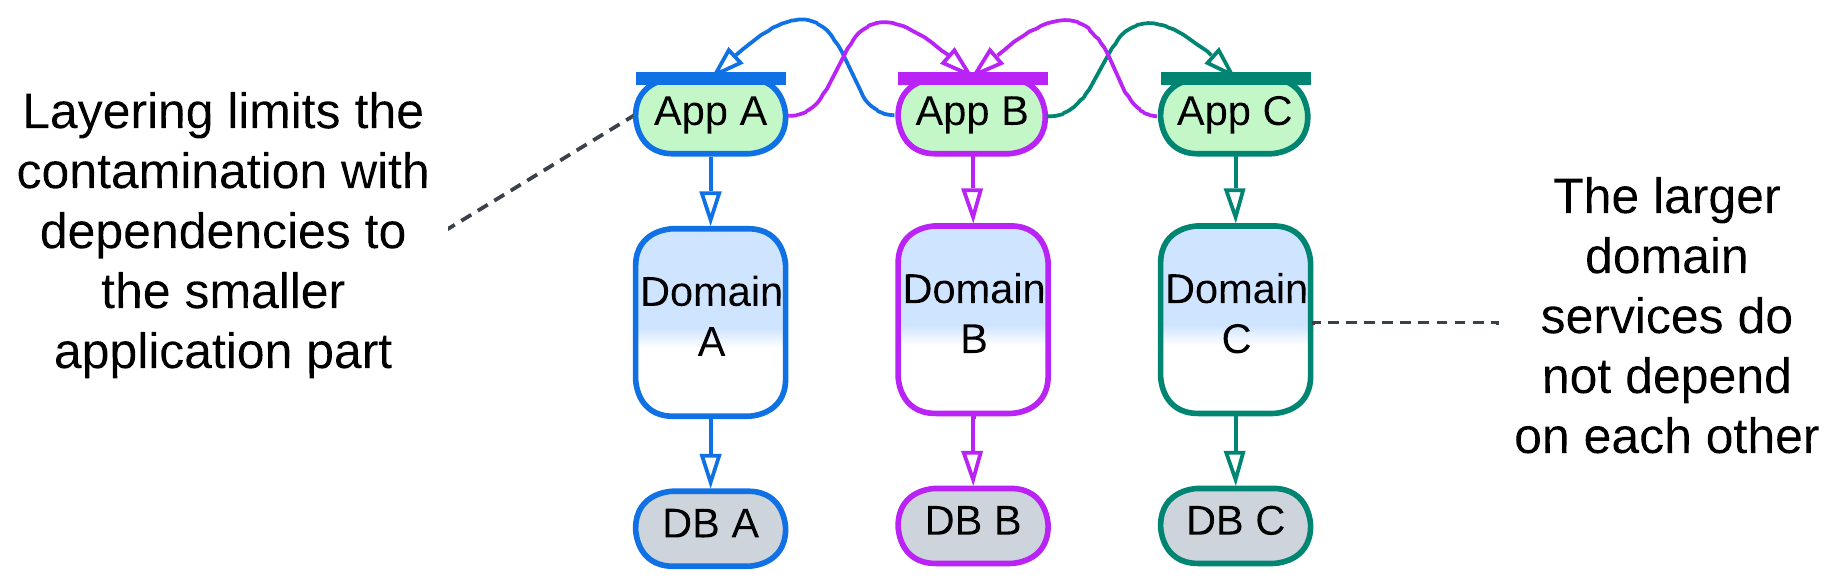 Layering limits the
contamination with
dependencies to
the smaller
application part
App A
App B
App C
Domain
A
Domain
B
Domain
C
DB A
DB B
DB C
The larger
domain
services do
not depend
on each other